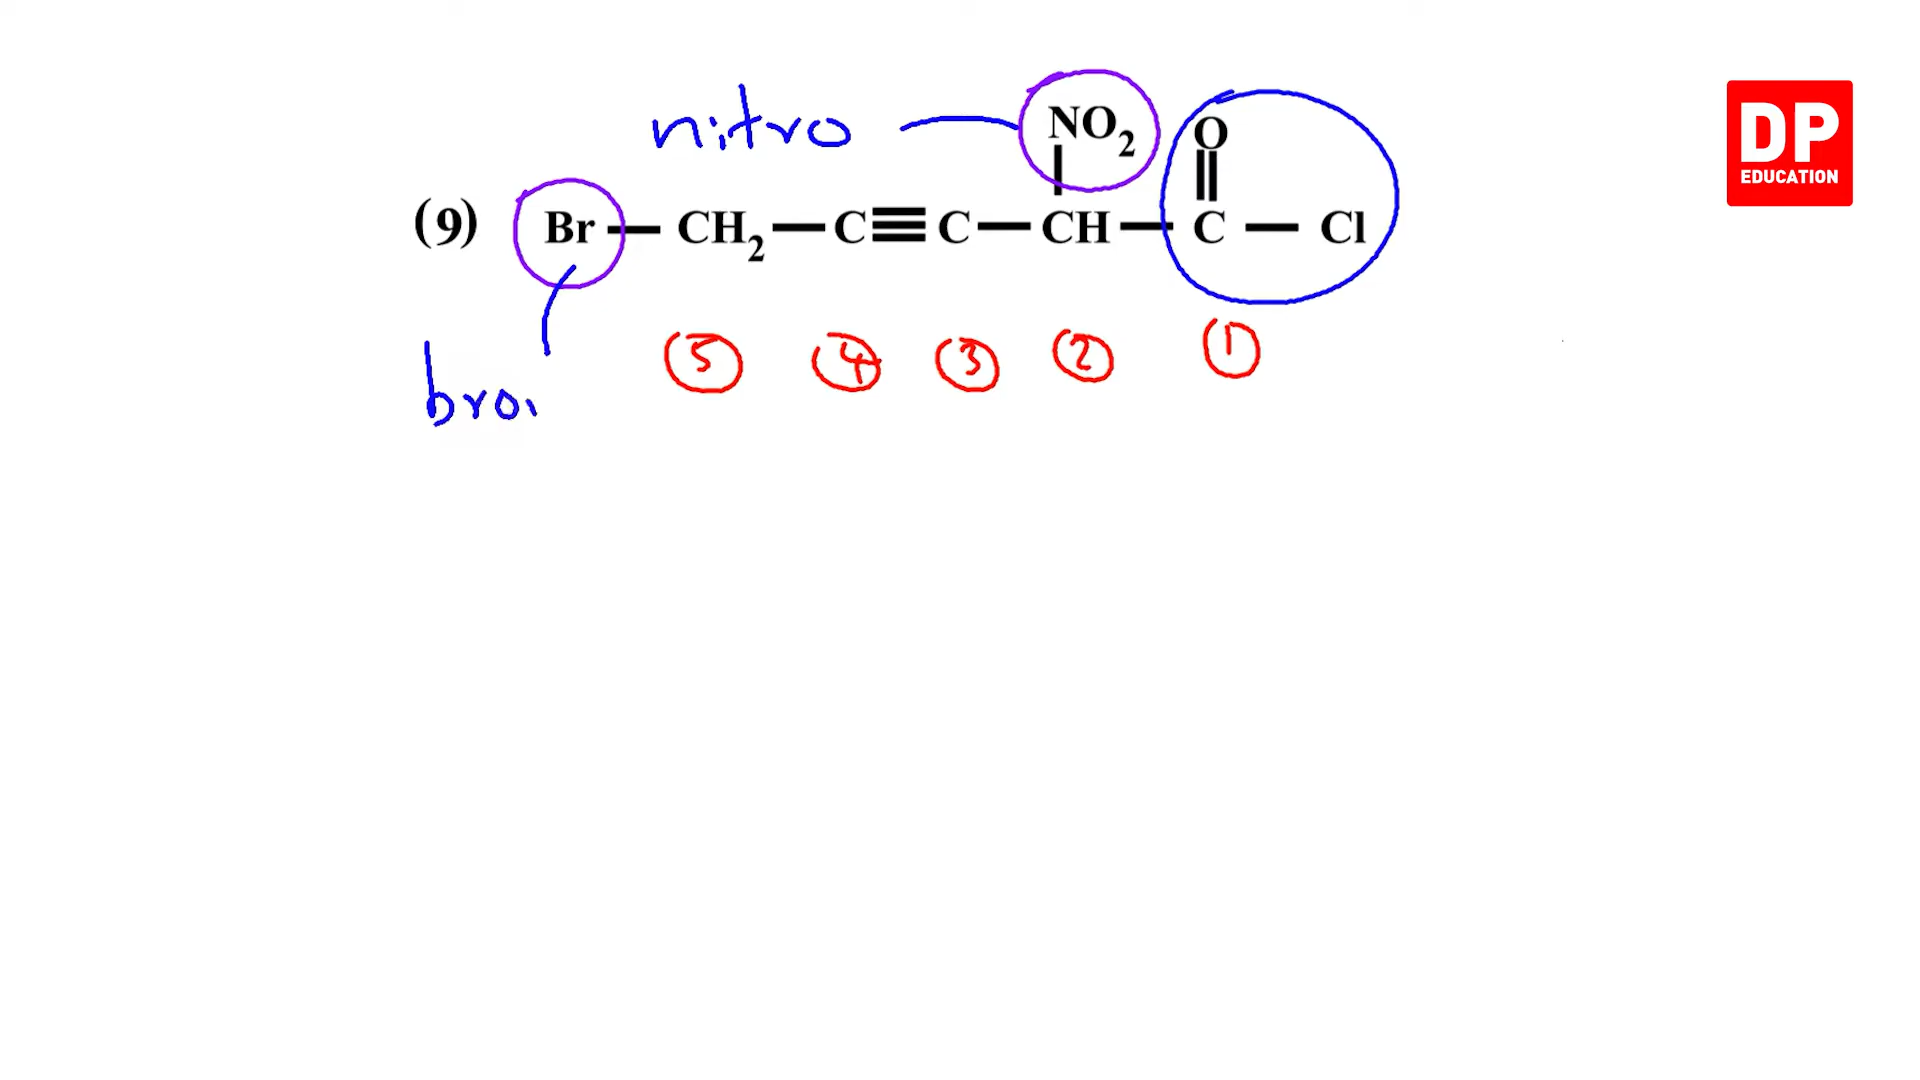 nitro NO2 O
(9) Br — CH2 — C≡C — CH — C — Cl
⑤ ④ ③ ② ①
bro
DP
EDUCATION